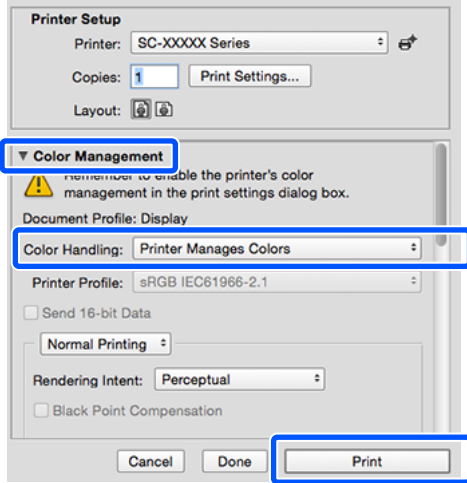 Printer Setup
Printer: SC-XXXXX Series
Copies: 1 Print Settings...
Layout:
Color Management
Remember to enable the printer's color
management in the print settings dialog box.
Document Profile: Display
Color Handling: Printer Manages Colors
Printer Profile: sRGB IEC61966-2.1
Send 16-bit Data
Normal Printing
Rendering Intent: Perceptual
Black Point Compensation
Cancel Done Print